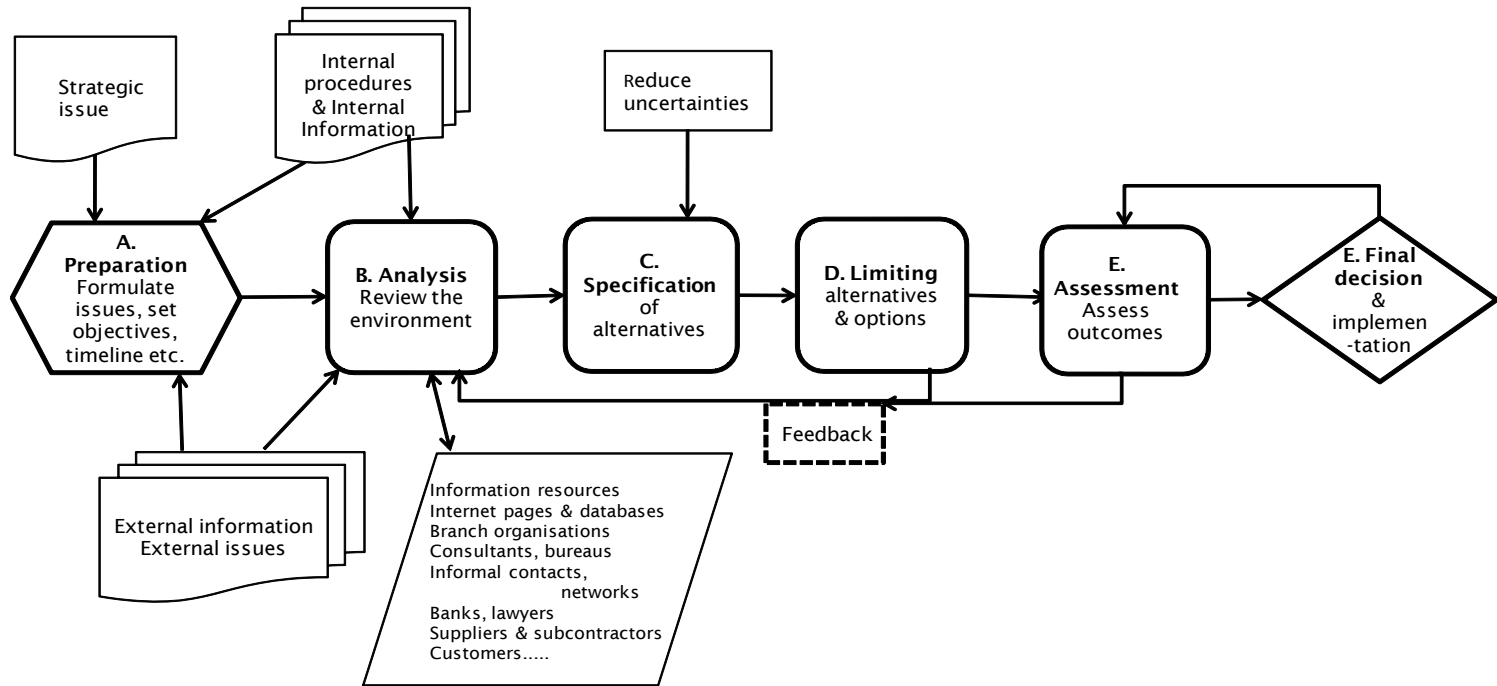 Strategic
issue
Internal
procedures
& Internal
Information
Reduce
uncertainties
A.
Preparation
Formulate
issues, set
objectives,
timeline etc.
B. Analysis
Review the
environment
C.
Specification
of
alternatives
D. Limiting
alternatives
& options
E.
Assessment
Assess
outcomes
E. Final
decision
&
implemen
-tation
Feedback
External information
External issues
Information resources
Internet pages & databases
Branch organisations
Consultants, bureaus
Informal contacts,
networks
Banks, lawyers
Suppliers & subcontractors
Customers.....